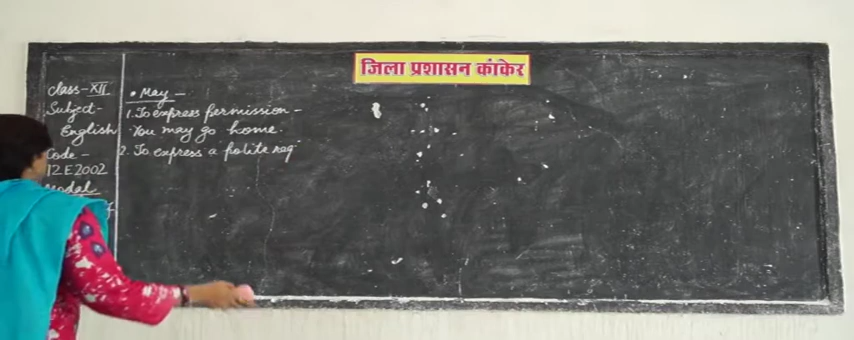 जिला प्रशासन कांकेर
Class-XII
Subject-
English
Code-
12E2002
Modal
• May -
1. To express permission -
You may go home.
2. To express a polite req